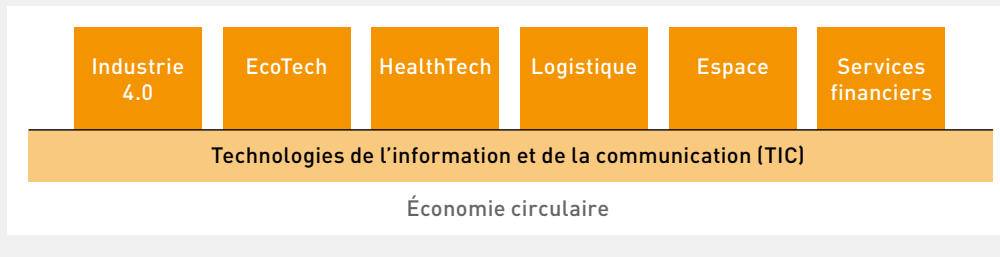 Industrie
4.0
EcoTech
HealthTech
Logistique
Espace
Services
financiers
Technologies de l'information et de la communication (TIC)
Économie circulaire